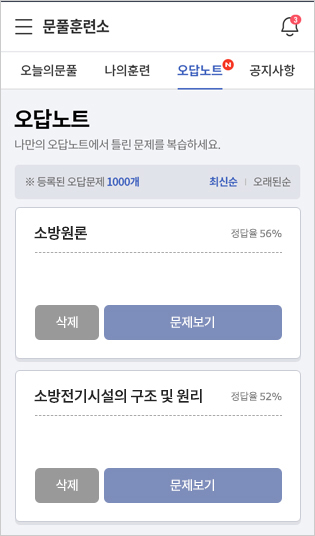 문풀훈련소
3
오늘의문풀 나의훈련 오답노트 N 공지사항
오답노트
나만의 오답노트에서 틀린 문제를 복습하세요.
※ 등록된 오답문제 1000개 최신순 | 오래된순
소방원론 정답율 56%
삭제 문제보기
소방전기시설의 구조 및 원리 정답율 52%
삭제 문제보기